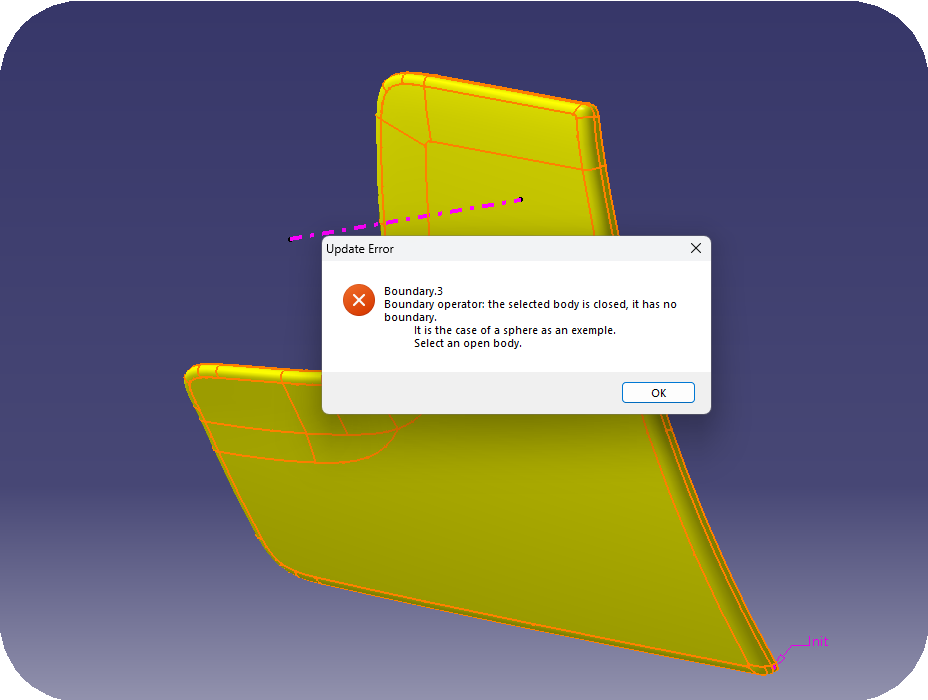 Update Error
Boundary.3
Boundary operator: the selected body is closed, it has no
boundary.
It is the case of a sphere as an exemple.
Select an open body.
OK
Init